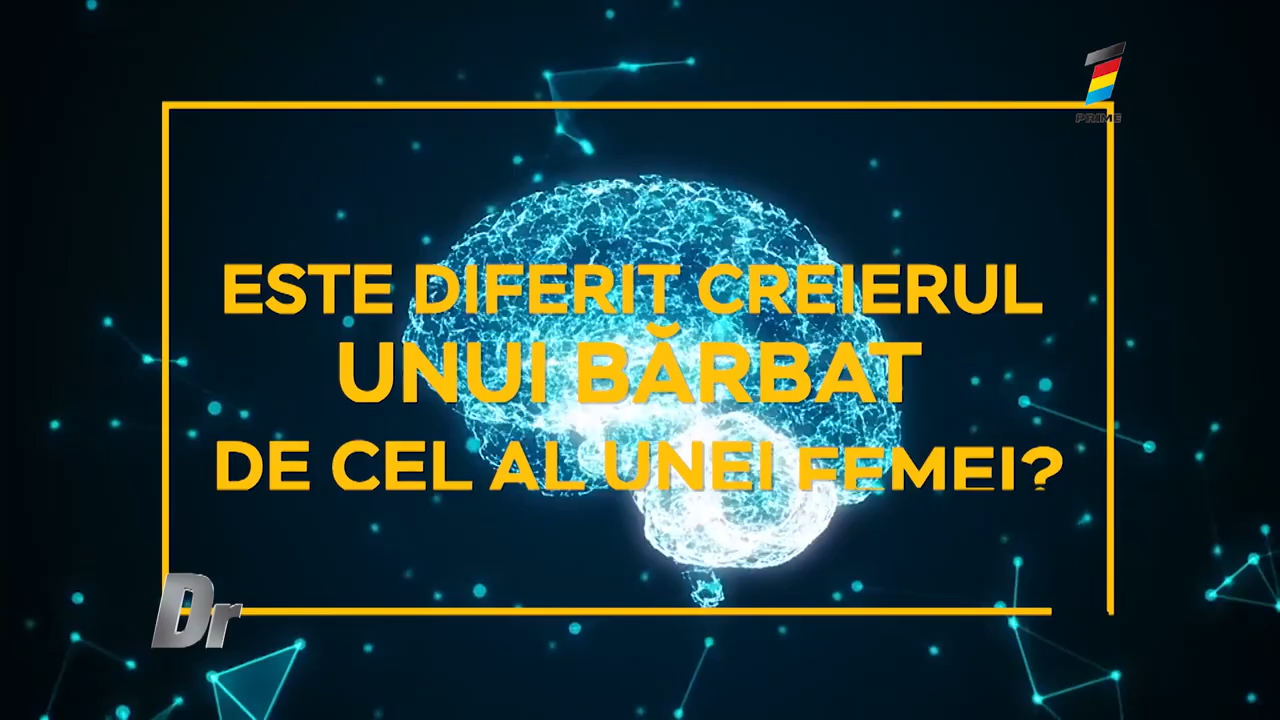 PRIME
ESTE DIFERIT CREIERUL
UNUI BĂRBAT
DE CEL AL UNEI FEMEI?
Dr